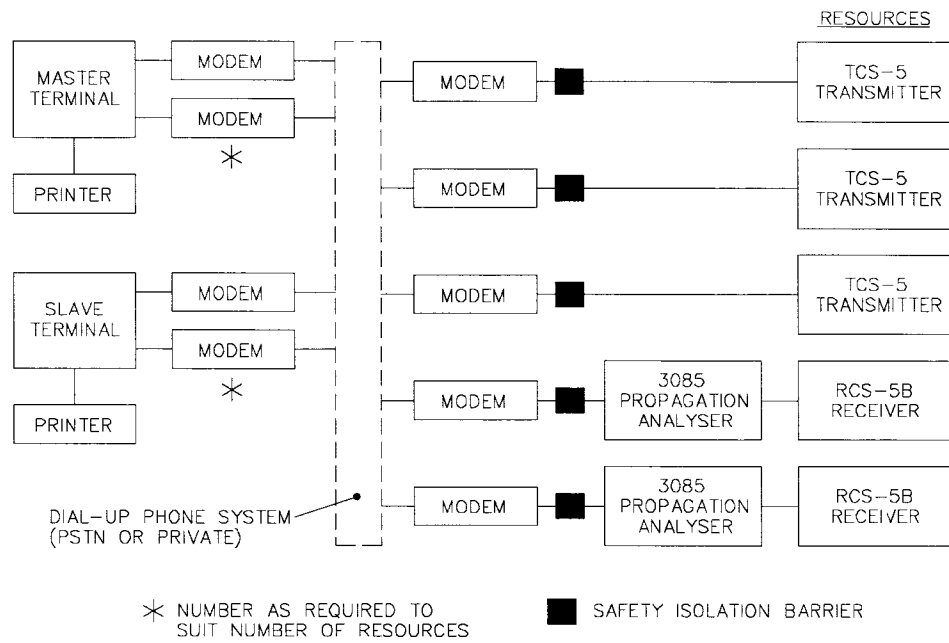 RESOURCES
MASTER
TERMINAL
MODEM
MODEM
*
PRINTER
SLAVE
TERMINAL
MODEM
MODEM
*
PRINTER
DIAL-UP PHONE SYSTEM
(PSTN OR PRIVATE)
MODEM
TCS-5
TRANSMITTER
MODEM
TCS-5
TRANSMITTER
MODEM
TCS-5
TRANSMITTER
MODEM
3085
PROPAGATION
ANALYSER
RCS-5B
RECEIVER
MODEM
3085
PROPAGATION
ANALYSER
RCS-5B
RECEIVER
* NUMBER AS REQUIRED TO
SUIT NUMBER OF RESOURCES
SAFETY ISOLATION BARRIER